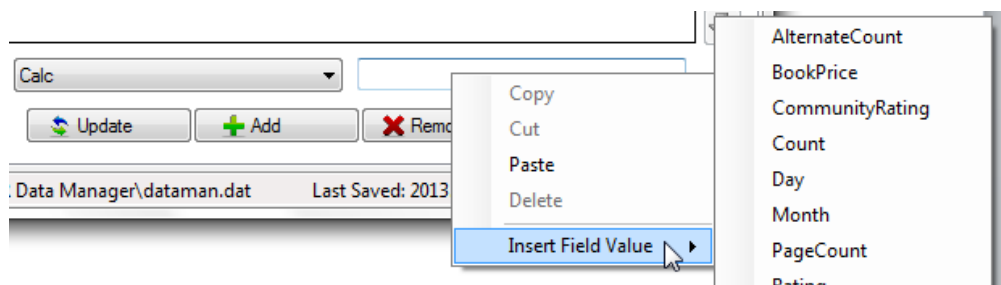 Calc
Update
Add
Remo
Data Manager\dataman.dat
Last Saved: 2013
Copy
Cut
Paste
Delete
Insert Field Value
AlternateCount
BookPrice
CommunityRating
Count
Day
Month
PageCount
Rating